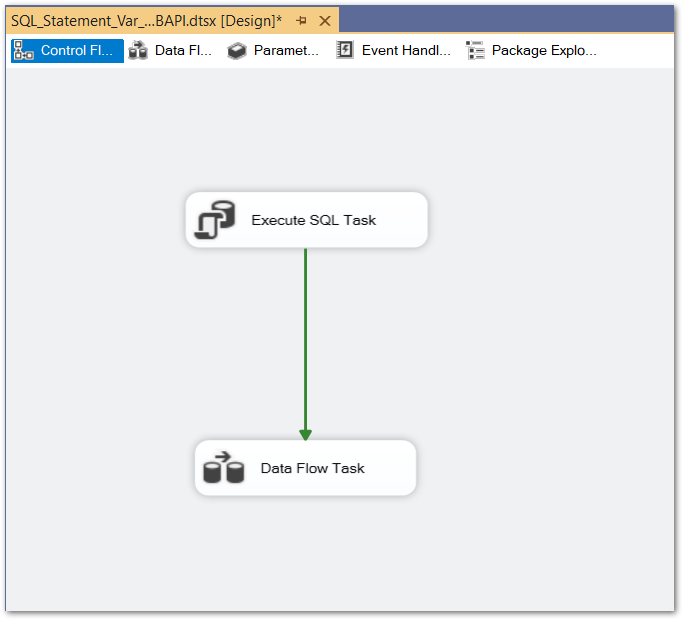 SQL_Statement_Var_...BAPI.dtsx [Design]*
Control Fl... Data Fl... Paramet... Event Handl... Package Explo...
Execute SQL Task
Data Flow Task